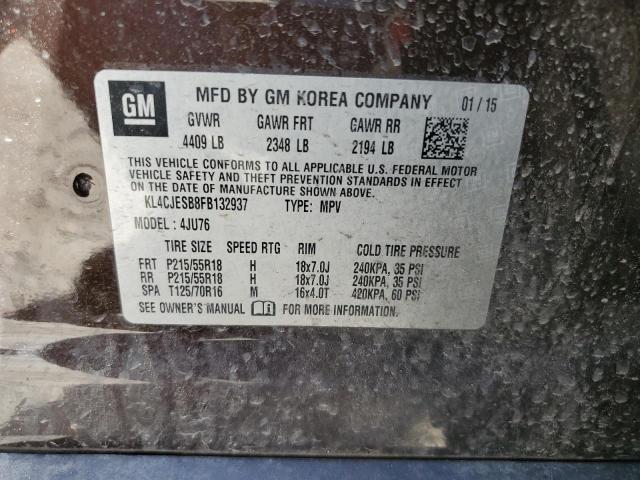 GM MFD BY GM KOREA COMPANY 01/15
GVWR GAWR FRT GAWR RR
4409 LB 2348 LB 2194 LB
THIS VEHICLE CONFORMS TO ALL APPLICABLE U.S. FEDERAL MOTOR
VEHICLE SAFETY AND THEFT PREVENTION STANDARDS IN EFFECT
ON THE DATE OF MANUFACTURE SHOWN ABOVE.
KL4CJESB8FB132937 TYPE: MPV
MODEL: 4JU76
TIRE SIZE SPEED RTG RIM COLD TIRE PRESSURE
FRT P215/55R18 H 18x7.0J 240KPA, 35 PSI
RR P215/55R18 H 18x7.0J 240KPA, 35 PSI
SPA T125/70R16 M 16x4.0T 420KPA, 60 PSI
SEE OWNER'S MANUAL FOR MORE INFORMATION